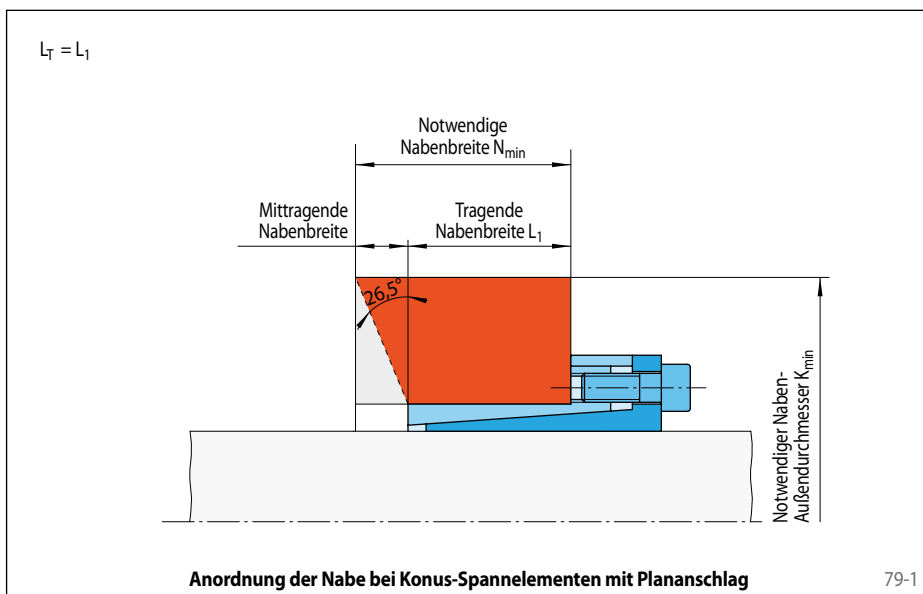 L_T = L_1
Notwendige
Nabenbreite N_min
Mittragende
Nabenbreite
Tragende
Nabenbreite L_1
26,5°
Notwendiger Naben-
Außendurchmesser K_min
Anordnung der Nabe bei Konus-Spannelementen mit Plananschlag
79-1